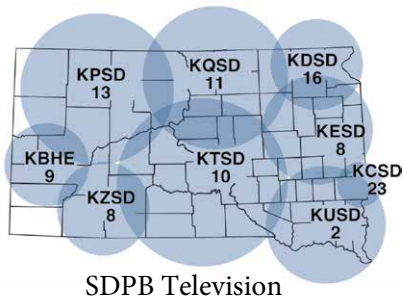 KPSD
13
KQSD
11
KDSD
16
KESD
8
KBHE
9
KTSD
10
KCSD
23
KZSD
8
KUSD
2
SDPB Television